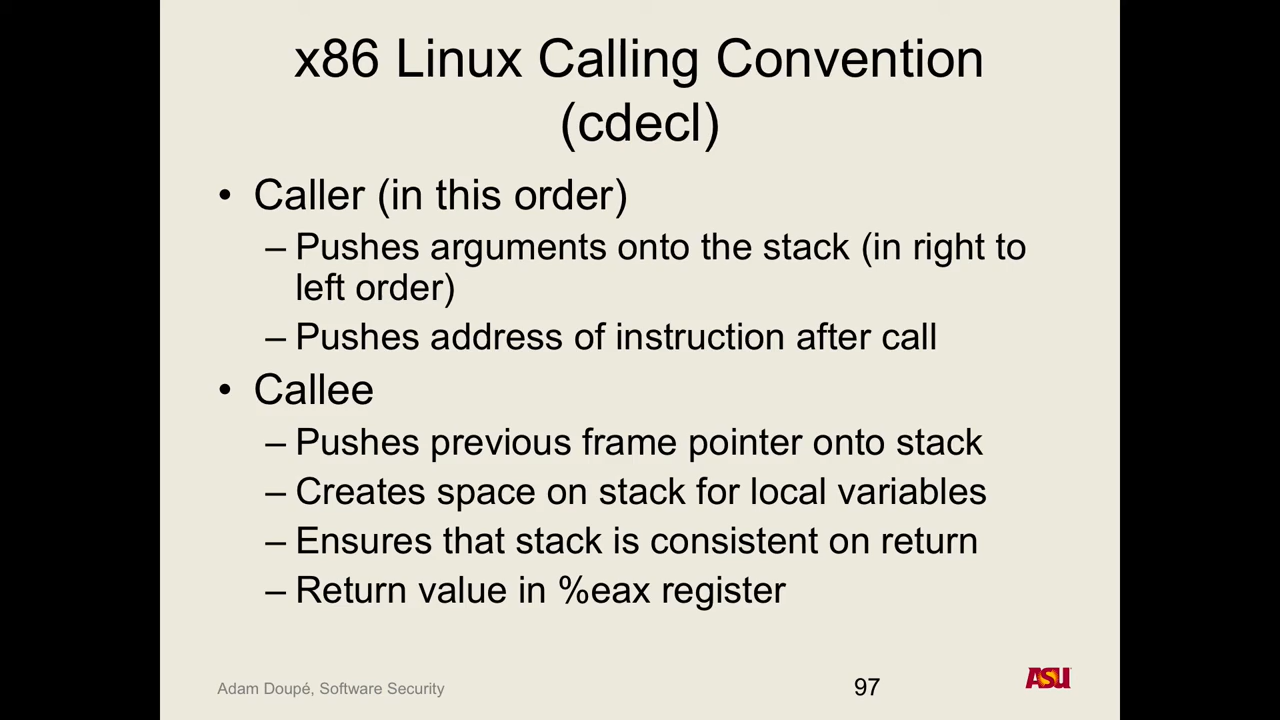 x86 Linux Calling Convention
(cdecl)
• Caller (in this order)
– Pushes arguments onto the stack (in right to
left order)
– Pushes address of instruction after call
• Callee
– Pushes previous frame pointer onto stack
– Creates space on stack for local variables
– Ensures that stack is consistent on return
– Return value in %eax register
Adam Doupé, Software Security
97
ASU